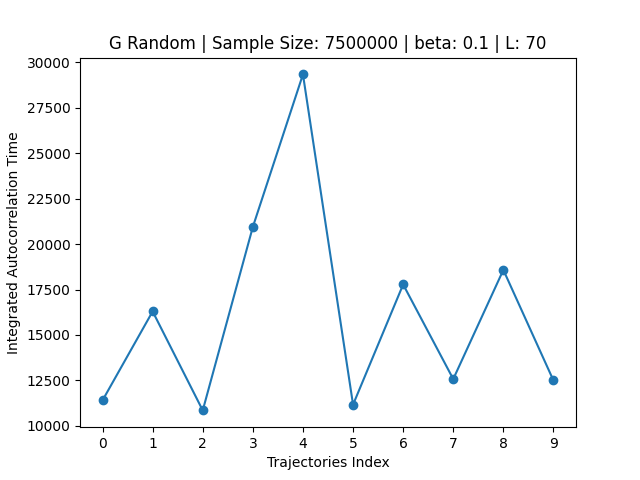 G Random | Sample Size: 7500000 | beta: 0.1 | L: 70
Integrated Autocorrelation Time
30000
27500
25000
22500
20000
17500
15000
12500
10000
0 1 2 3 4 5 6 7 8 9
Trajectories Index